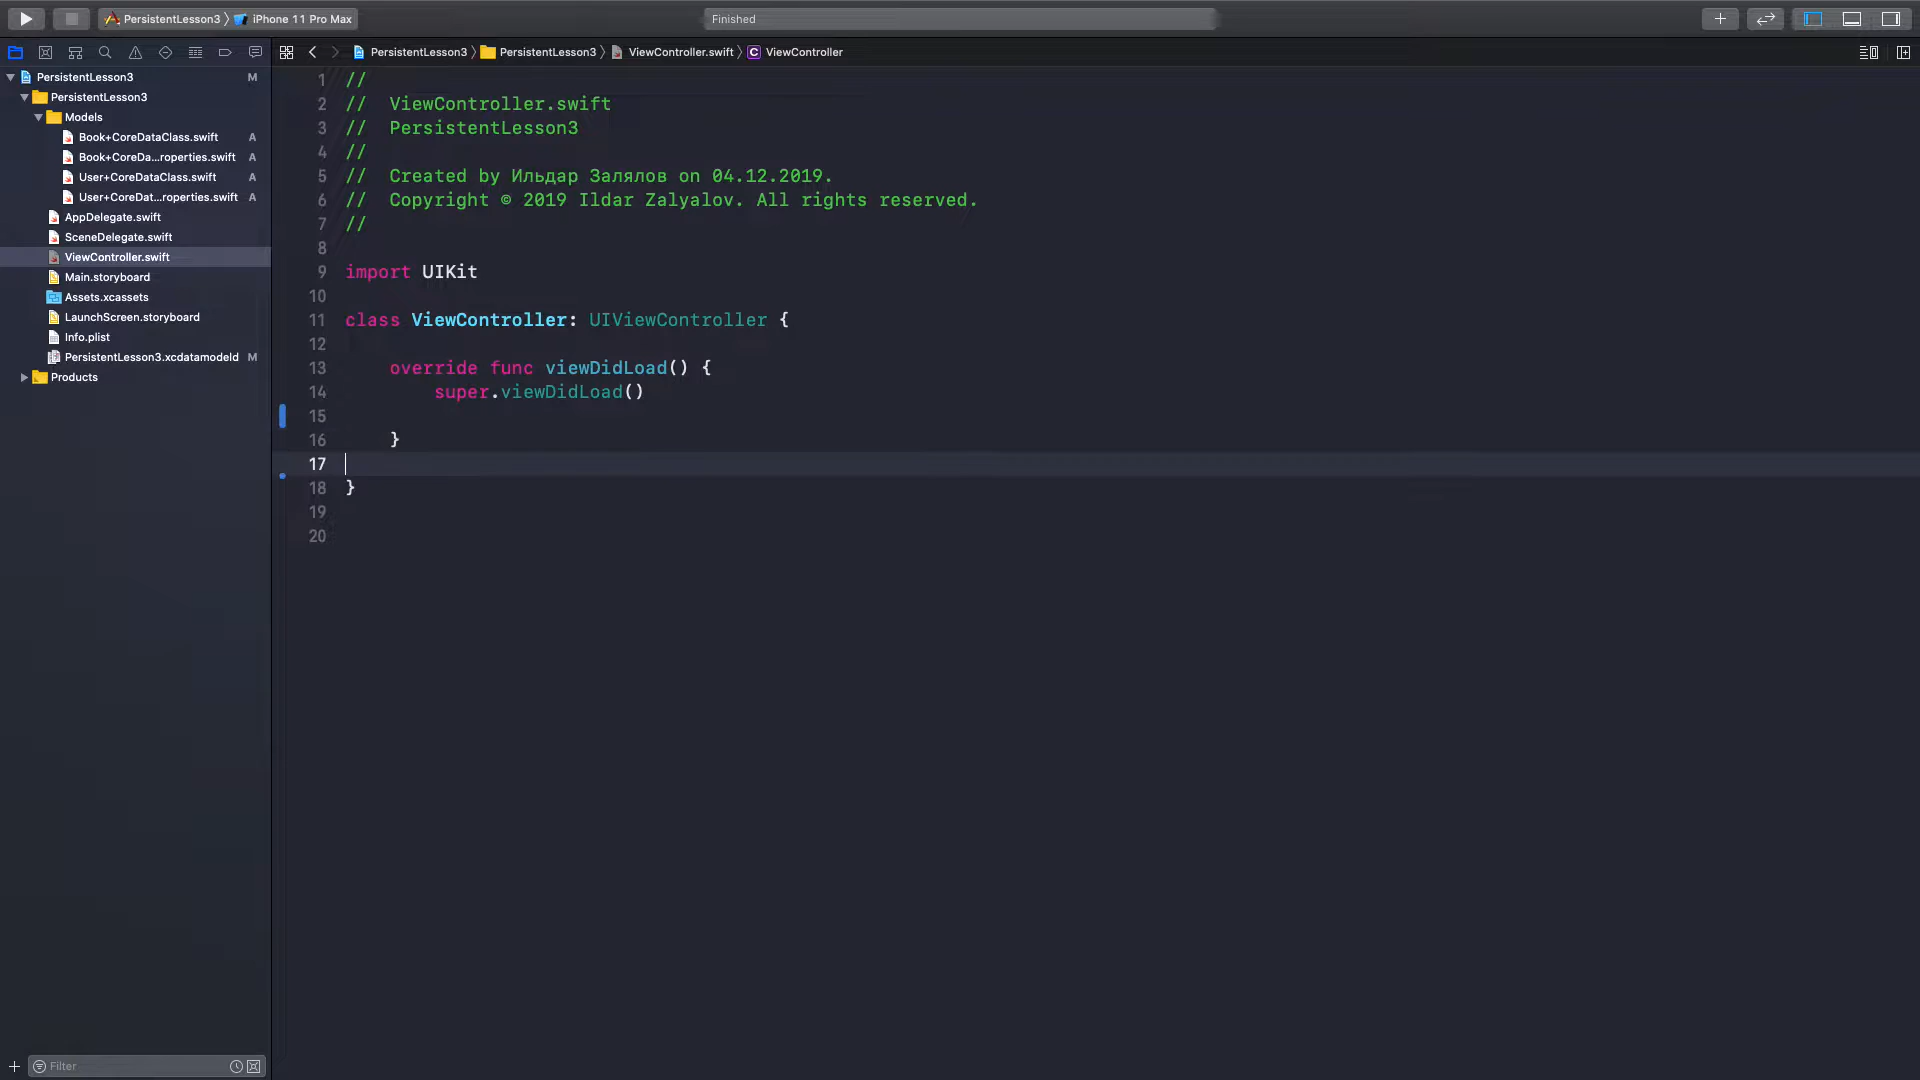 PersistentLesson3 〉 iPhone 11 Pro Max
Finished
PersistentLesson3 〉 PersistentLesson3 〉 ViewController.swift 〉 C ViewController
PersistentLesson3 M
PersistentLesson3
Models
Book+CoreDataClass.swift A
Book+CoreDa...roperties.swift A
User+CoreDataClass.swift A
User+CoreDat...roperties.swift A
AppDelegate.swift
SceneDelegate.swift
ViewController.swift
Main.storyboard
Assets.xcassets
LaunchScreen.storyboard
Info.plist
PersistentLesson3.xcdatamodeld M
Products
Filter
1 //
2 //  ViewController.swift
3 //  PersistentLesson3
4 //
5 //  Created by Ильдар Залялов on 04.12.2019.
6 //  Copyright © 2019 Ildar Zalyalov. All rights reserved.
7 //
8
9 import UIKit
10
11 class ViewController: UIViewController {
12
13     override func viewDidLoad() {
14         super.viewDidLoad()
15
16     }
17
18 }
19
20